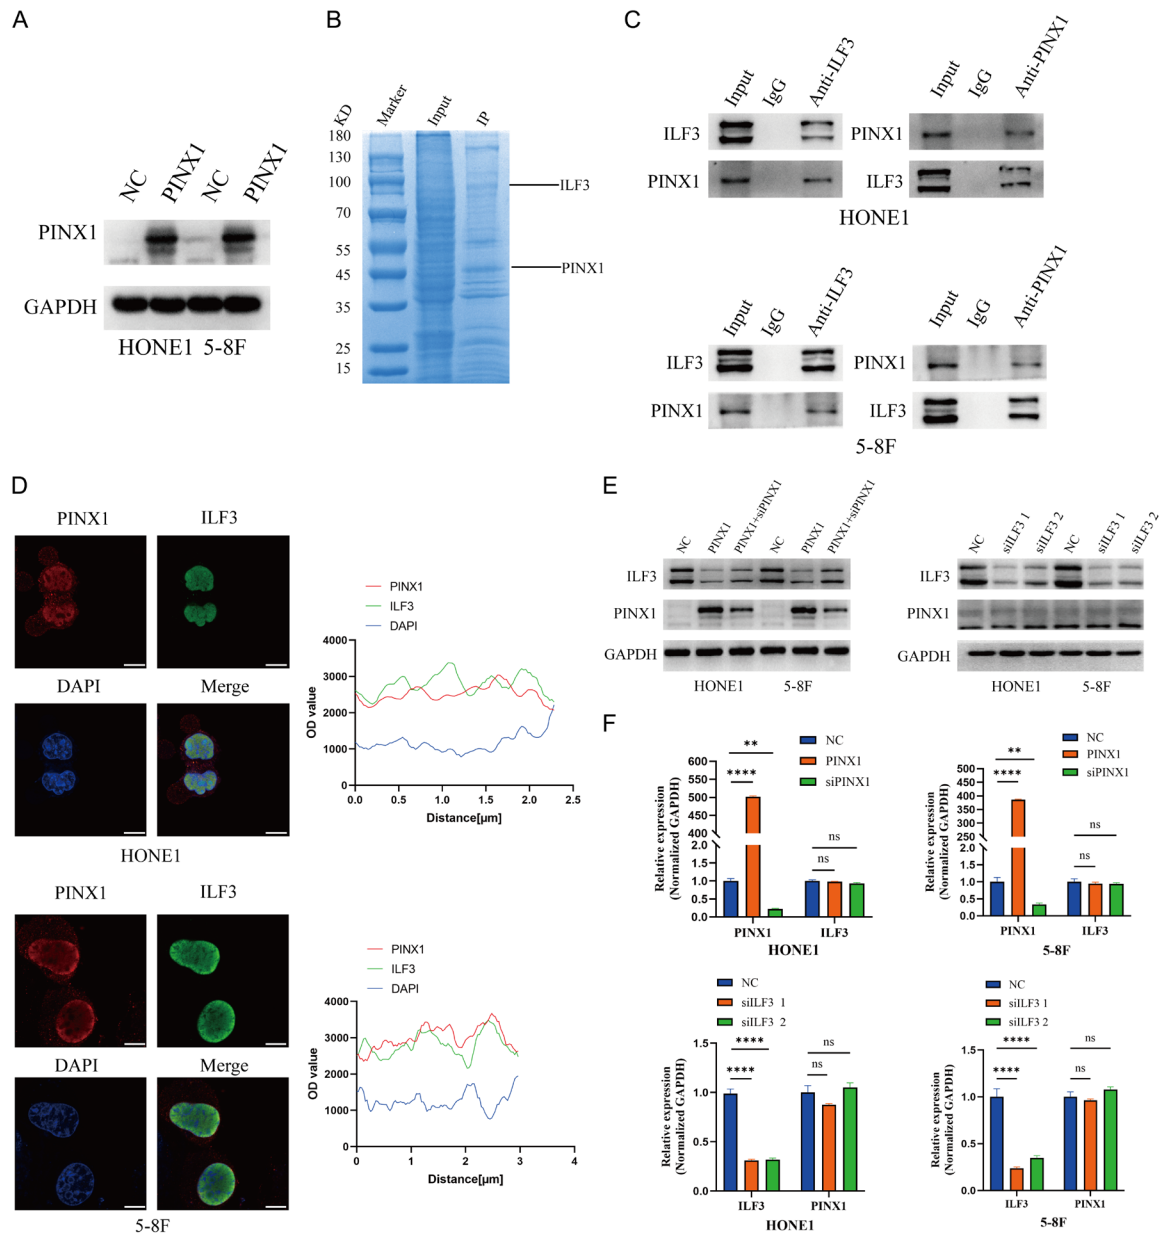 A
NC
PINX1
NC
PINX1
PINX1
GAPDH
HONE1 5-8F
B
KD
Marker
Input
IP
180
130
100
70
55
45
35
25
15
ILF3
PINX1
C
Input
IgG
Anti-ILF3
ILF3
PINX1
Input
IgG
Anti-PINX1
PINX1
ILF3
HONE1
Input
IgG
Anti-ILF3
ILF3
PINX1
Input
IgG
Anti-PINX1
PINX1
ILF3
5-8F
D
PINX1 ILF3
DAPI Merge
HONE1
PINX1
ILF3
DAPI
OD value
4000
3000
2000
1000
0
0.0 0.5 1.0 1.5 2.0 2.5
Distance[μm]
PINX1 ILF3
DAPI Merge
5-8F
PINX1
ILF3
DAPI
OD value
4000
3000
2000
1000
0
0 1 2 3 4
Distance[μm]
E
NC
PINX1
PINX1+siPINX1
NC
PINX1
PINX1+siPINX1
ILF3
PINX1
GAPDH
HONE1 5-8F
NC
siILF3 1
siILF3 2
NC
siILF3 1
siILF3 2
ILF3
PINX1
GAPDH
HONE1 5-8F
F
NC
PINX1
siPINX1
Relative expression
(Normalized GAPDH)
600
500
400
300
200
100
2.0
1.5
1.0
0.5
0.0
**
****
ns
ns
PINX1 ILF3
HONE1
NC
PINX1
siPINX1
Relative expression
(Normalized GAPDH)
500
450
400
350
300
250
2.0
1.5
1.0
0.5
0.0
**
****
ns
ns
PINX1 ILF3
5-8F
NC
siILF3 1
siILF3 2
Relative expression
(Normalized GAPDH)
1.5
1.0
0.5
0.0
****
****
ns
ns
ILF3 PINX1
HONE1
NC
siILF3 1
siILF3 2
Relative expression
(Normalized GAPDH)
1.5
1.0
0.5
0.0
****
****
ns
ns
ILF3 PINX1
5-8F